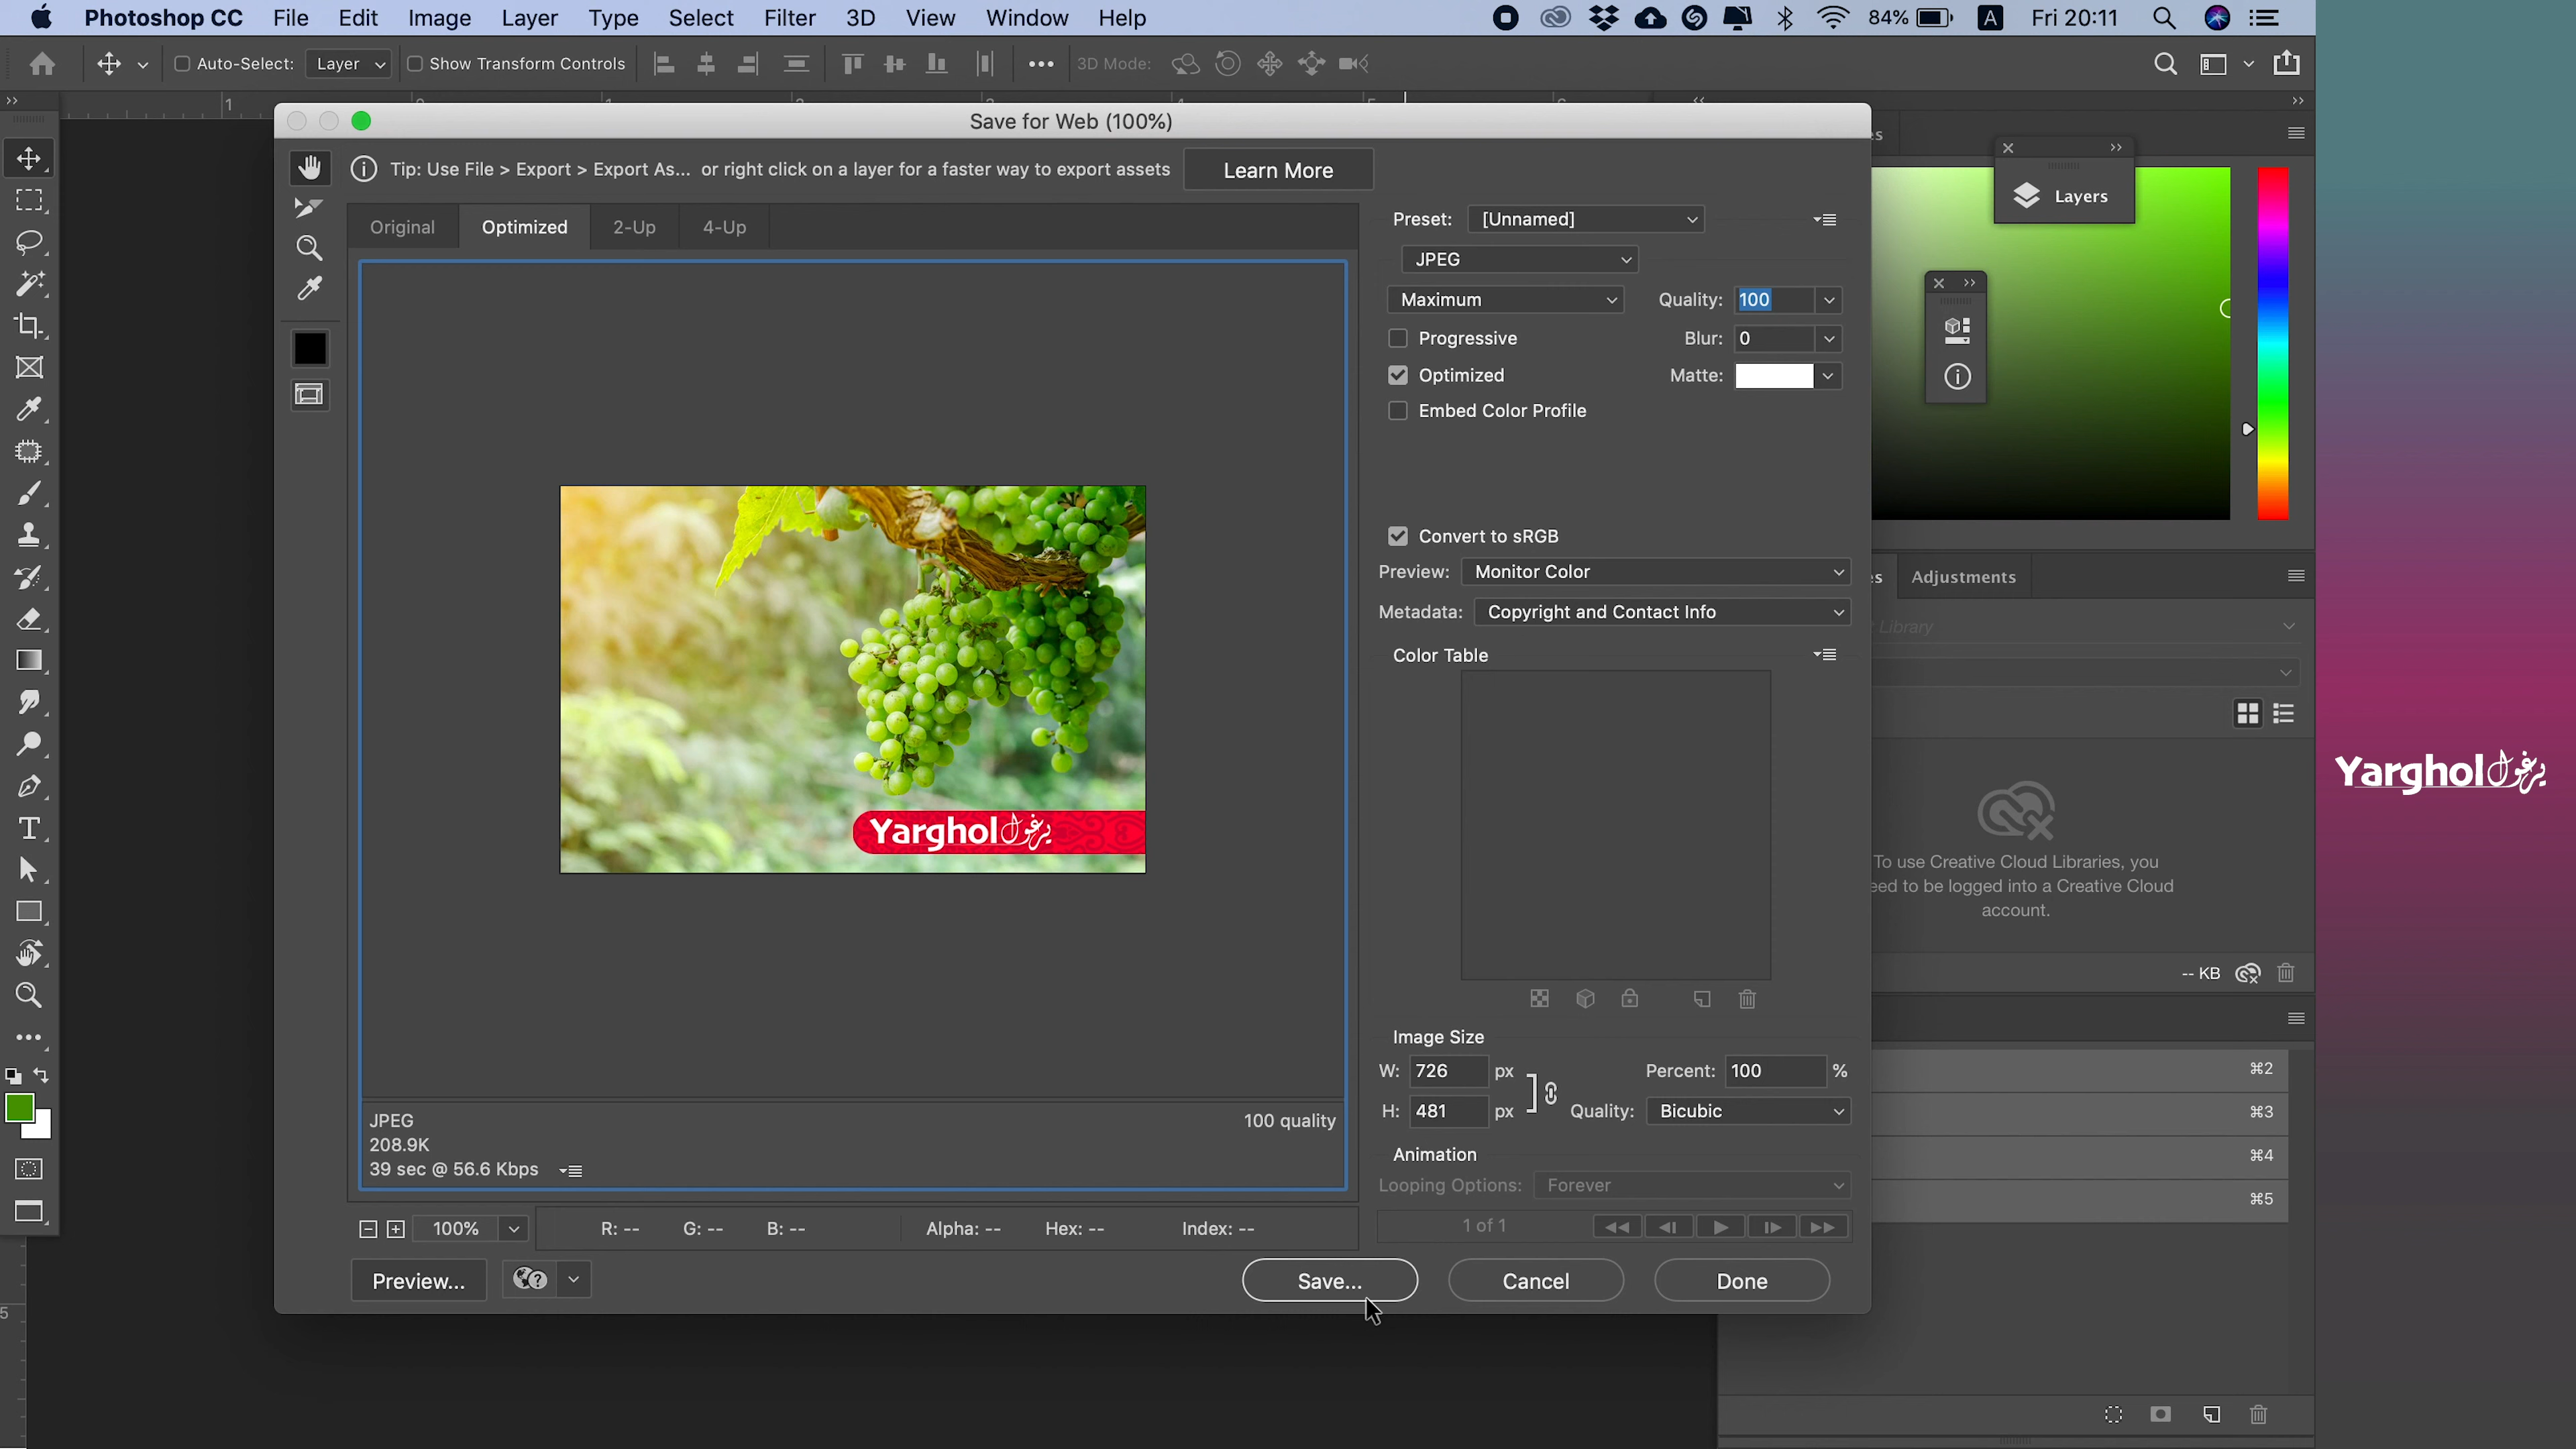 Photoshop CC File Edit Image Layer Type Select Filter 3D View Window Help 84% A Fri 20:11
Auto-Select: Layer Show Transform Controls 3D Mode:
Save for Web (100%)
Tip: Use File > Export > Export As... or right click on a layer for a faster way to export assets Learn More
Original Optimized 2-Up 4-Up
Preset: [Unnamed]
JPEG
Maximum Quality: 100
Progressive Blur: 0
Optimized Matte:
Embed Color Profile
Convert to sRGB
Preview: Monitor Color
Metadata: Copyright and Contact Info
Color Table
Yarghol يرغول
Image Size
W: 726 px Percent: 100 %
H: 481 px Quality: Bicubic
Animation
Looping Options: Forever
1 of 1
JPEG 100 quality
208.9K
39 sec @ 56.6 Kbps
100% R: -- G: -- B: -- Alpha: -- Hex: -- Index: --
Preview... Save... Cancel Done
Layers
Adjustments
Library
To use Creative Cloud Libraries, you
eed to be logged into a Creative Cloud
account.
-- KB
⌘2
⌘3
⌘4
⌘5
Yarghol يرغول